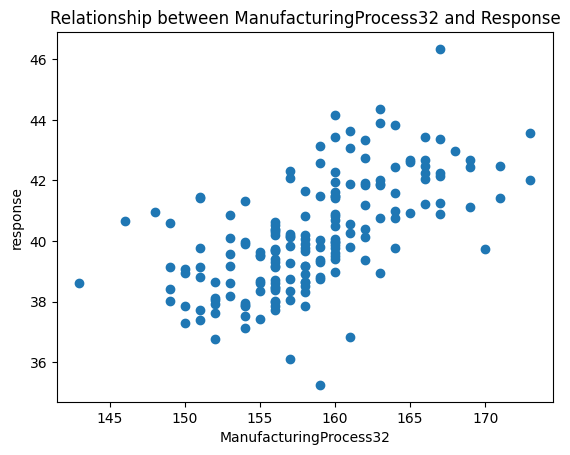 Relationship between ManufacturingProcess32 and Response
response
46
44
42
40
38
36
145 150 155 160 165 170
ManufacturingProcess32